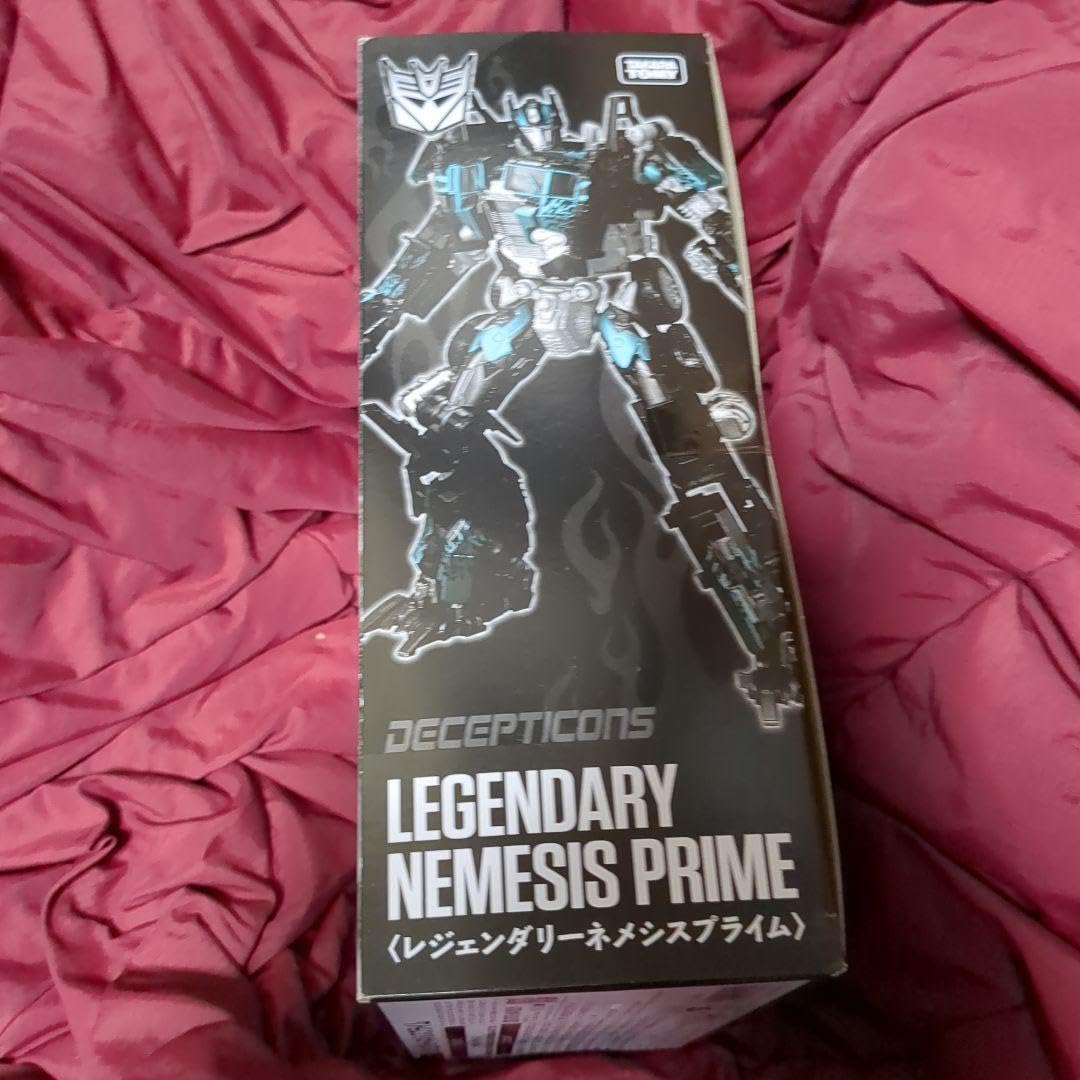 TAKARA
TOMY
DECEPTICONS
LEGENDARY
NEMESIS PRIME
〈レジェンダリーネメシスプライム〉